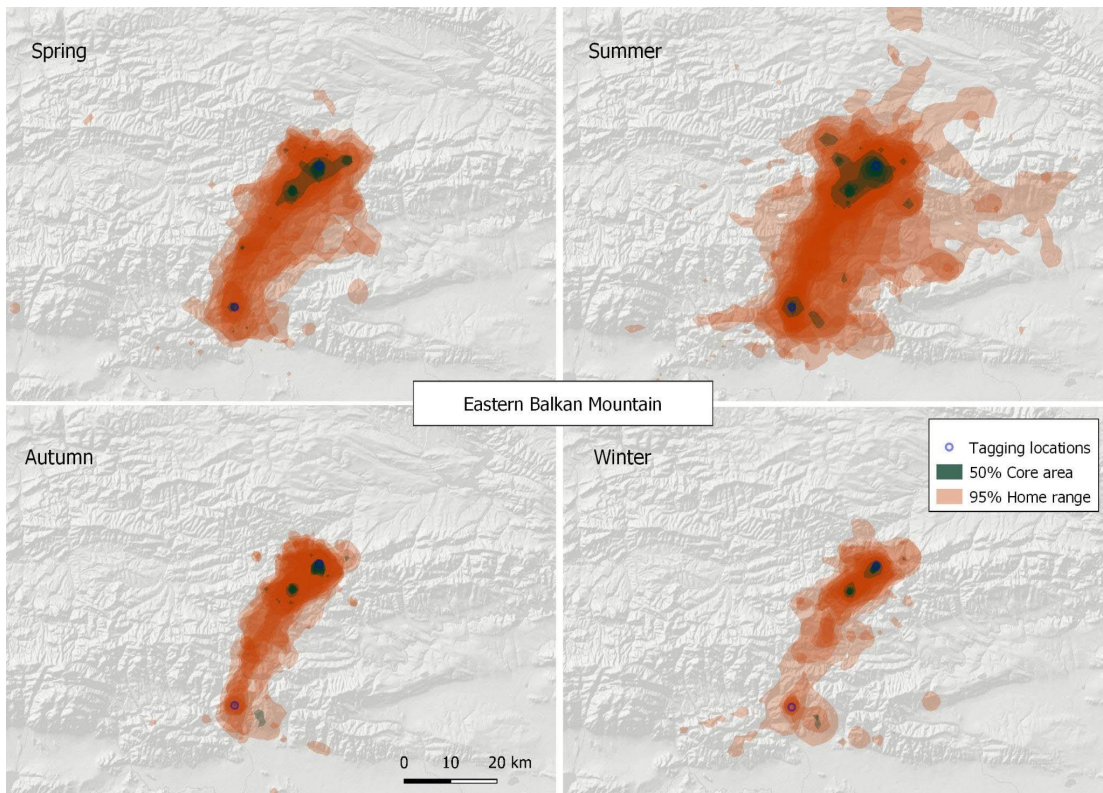 Spring
Summer
Eastern Balkan Mountain
Autumn
Winter
Tagging locations
50% Core area
95% Home range
0 10 20 km